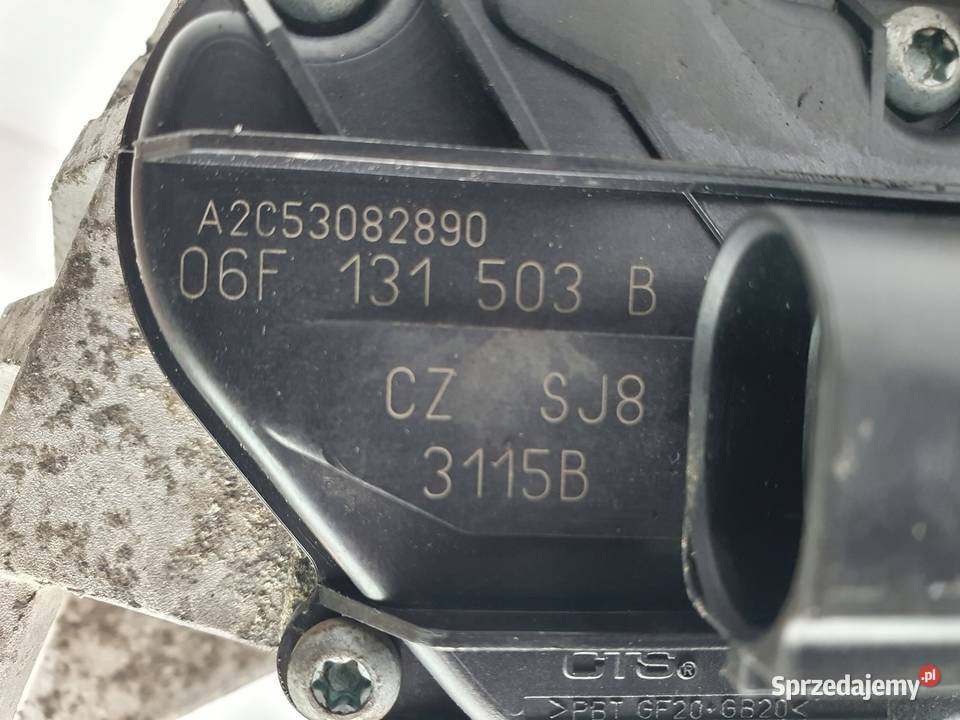 A2C53082890
06F 131 503 B
CZ SJ8
3115B
CTS®
>PBT GF20+GB20<
Sprzedajemy.pl